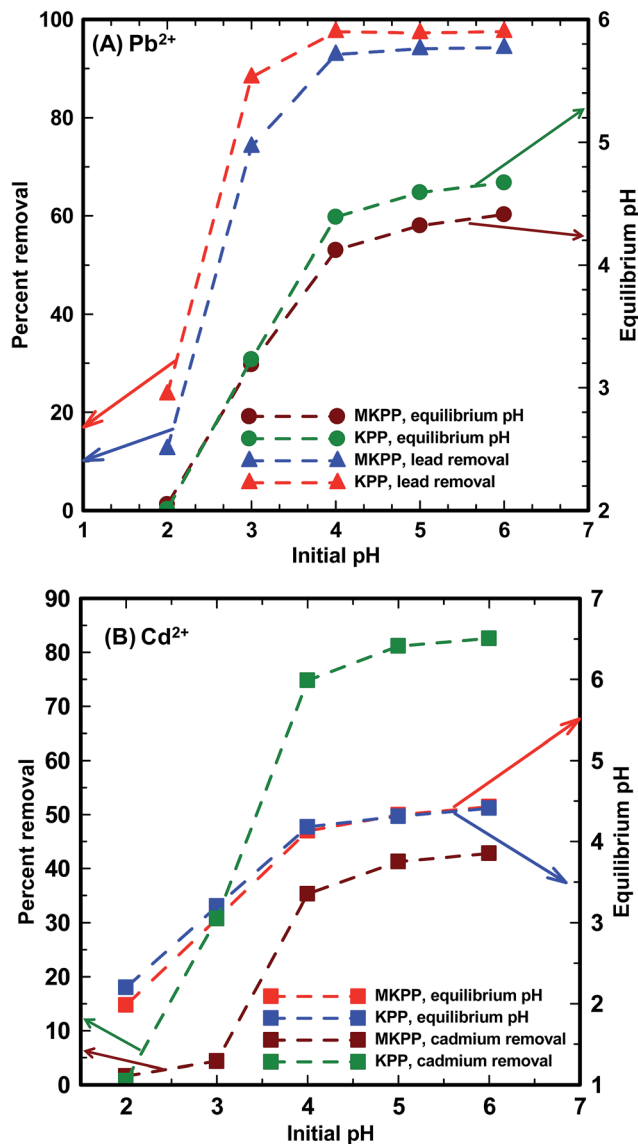 (A) Pb²⁺
100
80
60
40
20
0
Percent removal
6
5
4
3
2
Equilibrium pH
MKPP, equilibrium pH
KPP, equilibrium pH
MKPP, lead removal
KPP, lead removal
1 2 3 4 5 6 7
Initial pH
(B) Cd²⁺
90
80
70
60
50
40
30
20
10
0
Percent removal
7
6
5
4
3
2
1
Equilibrium pH
MKPP, equilibrium pH
KPP, equilibrium pH
MKPP, cadmium removal
KPP, cadmium removal
2 3 4 5 6 7
Initial pH